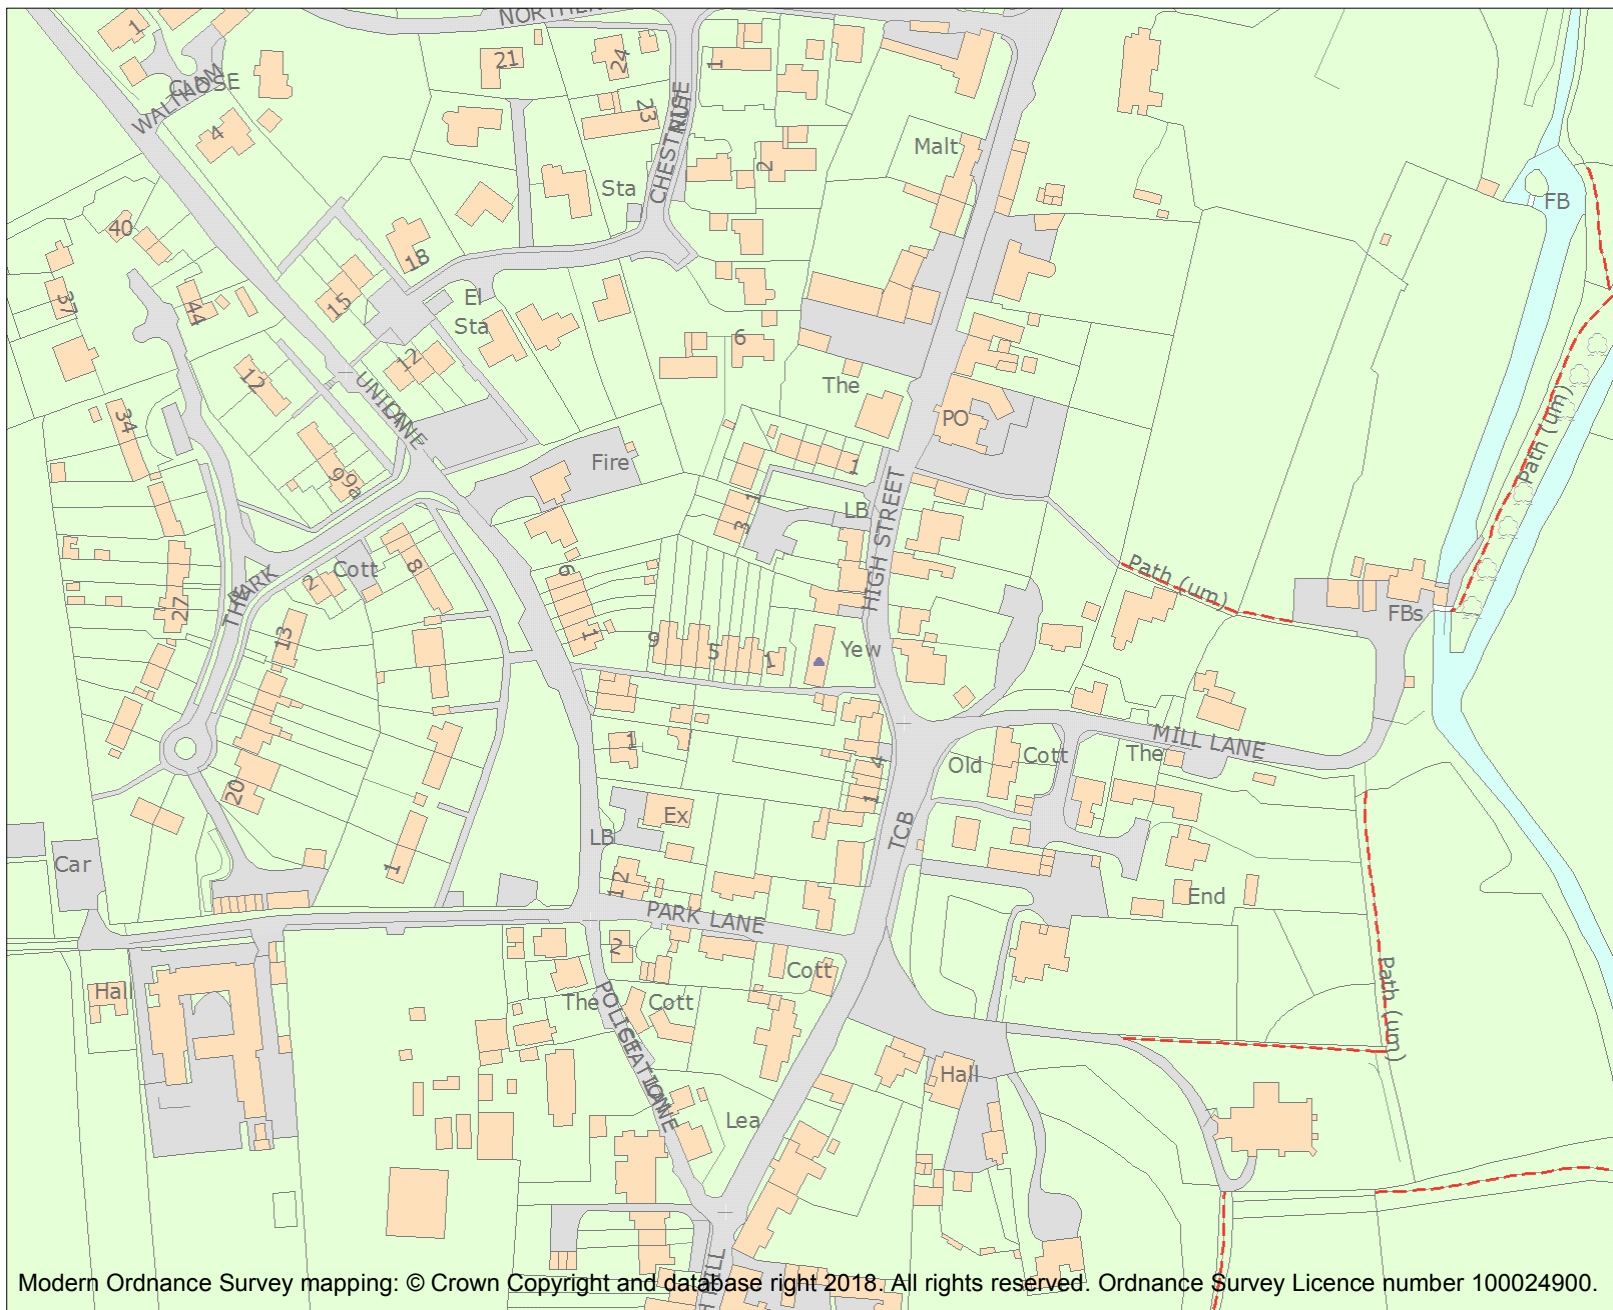 NORTHER
1
CLOSE
WALTHAM
4
21
24
1
23
CHESTNUT
CLOSE
2
Malt
Sta
FB
40
18
37
44
15
El
Sta
6
12
12
The
UNION
LANE
PO
34
99a
Fire
1
1
3
LB
HIGH STREET
Path (um)
Path (um)
2
Cott
8
6
THE
PARK
27
13
1
9
5
1
Yew
FBs
1
Old
Cott
The
MILL LANE
4
1
20
Ex
LB
TCB
Car
1
12
End
PARK LANE
2
Cott
Hall
The
Cott
POLICE
STATION
LANE
Path (um)
Hall
Lea
H HILL
Modern Ordnance Survey mapping: © Crown Copyright and database right 2018. All rights reserved. Ordnance Survey Licence number 100024900.